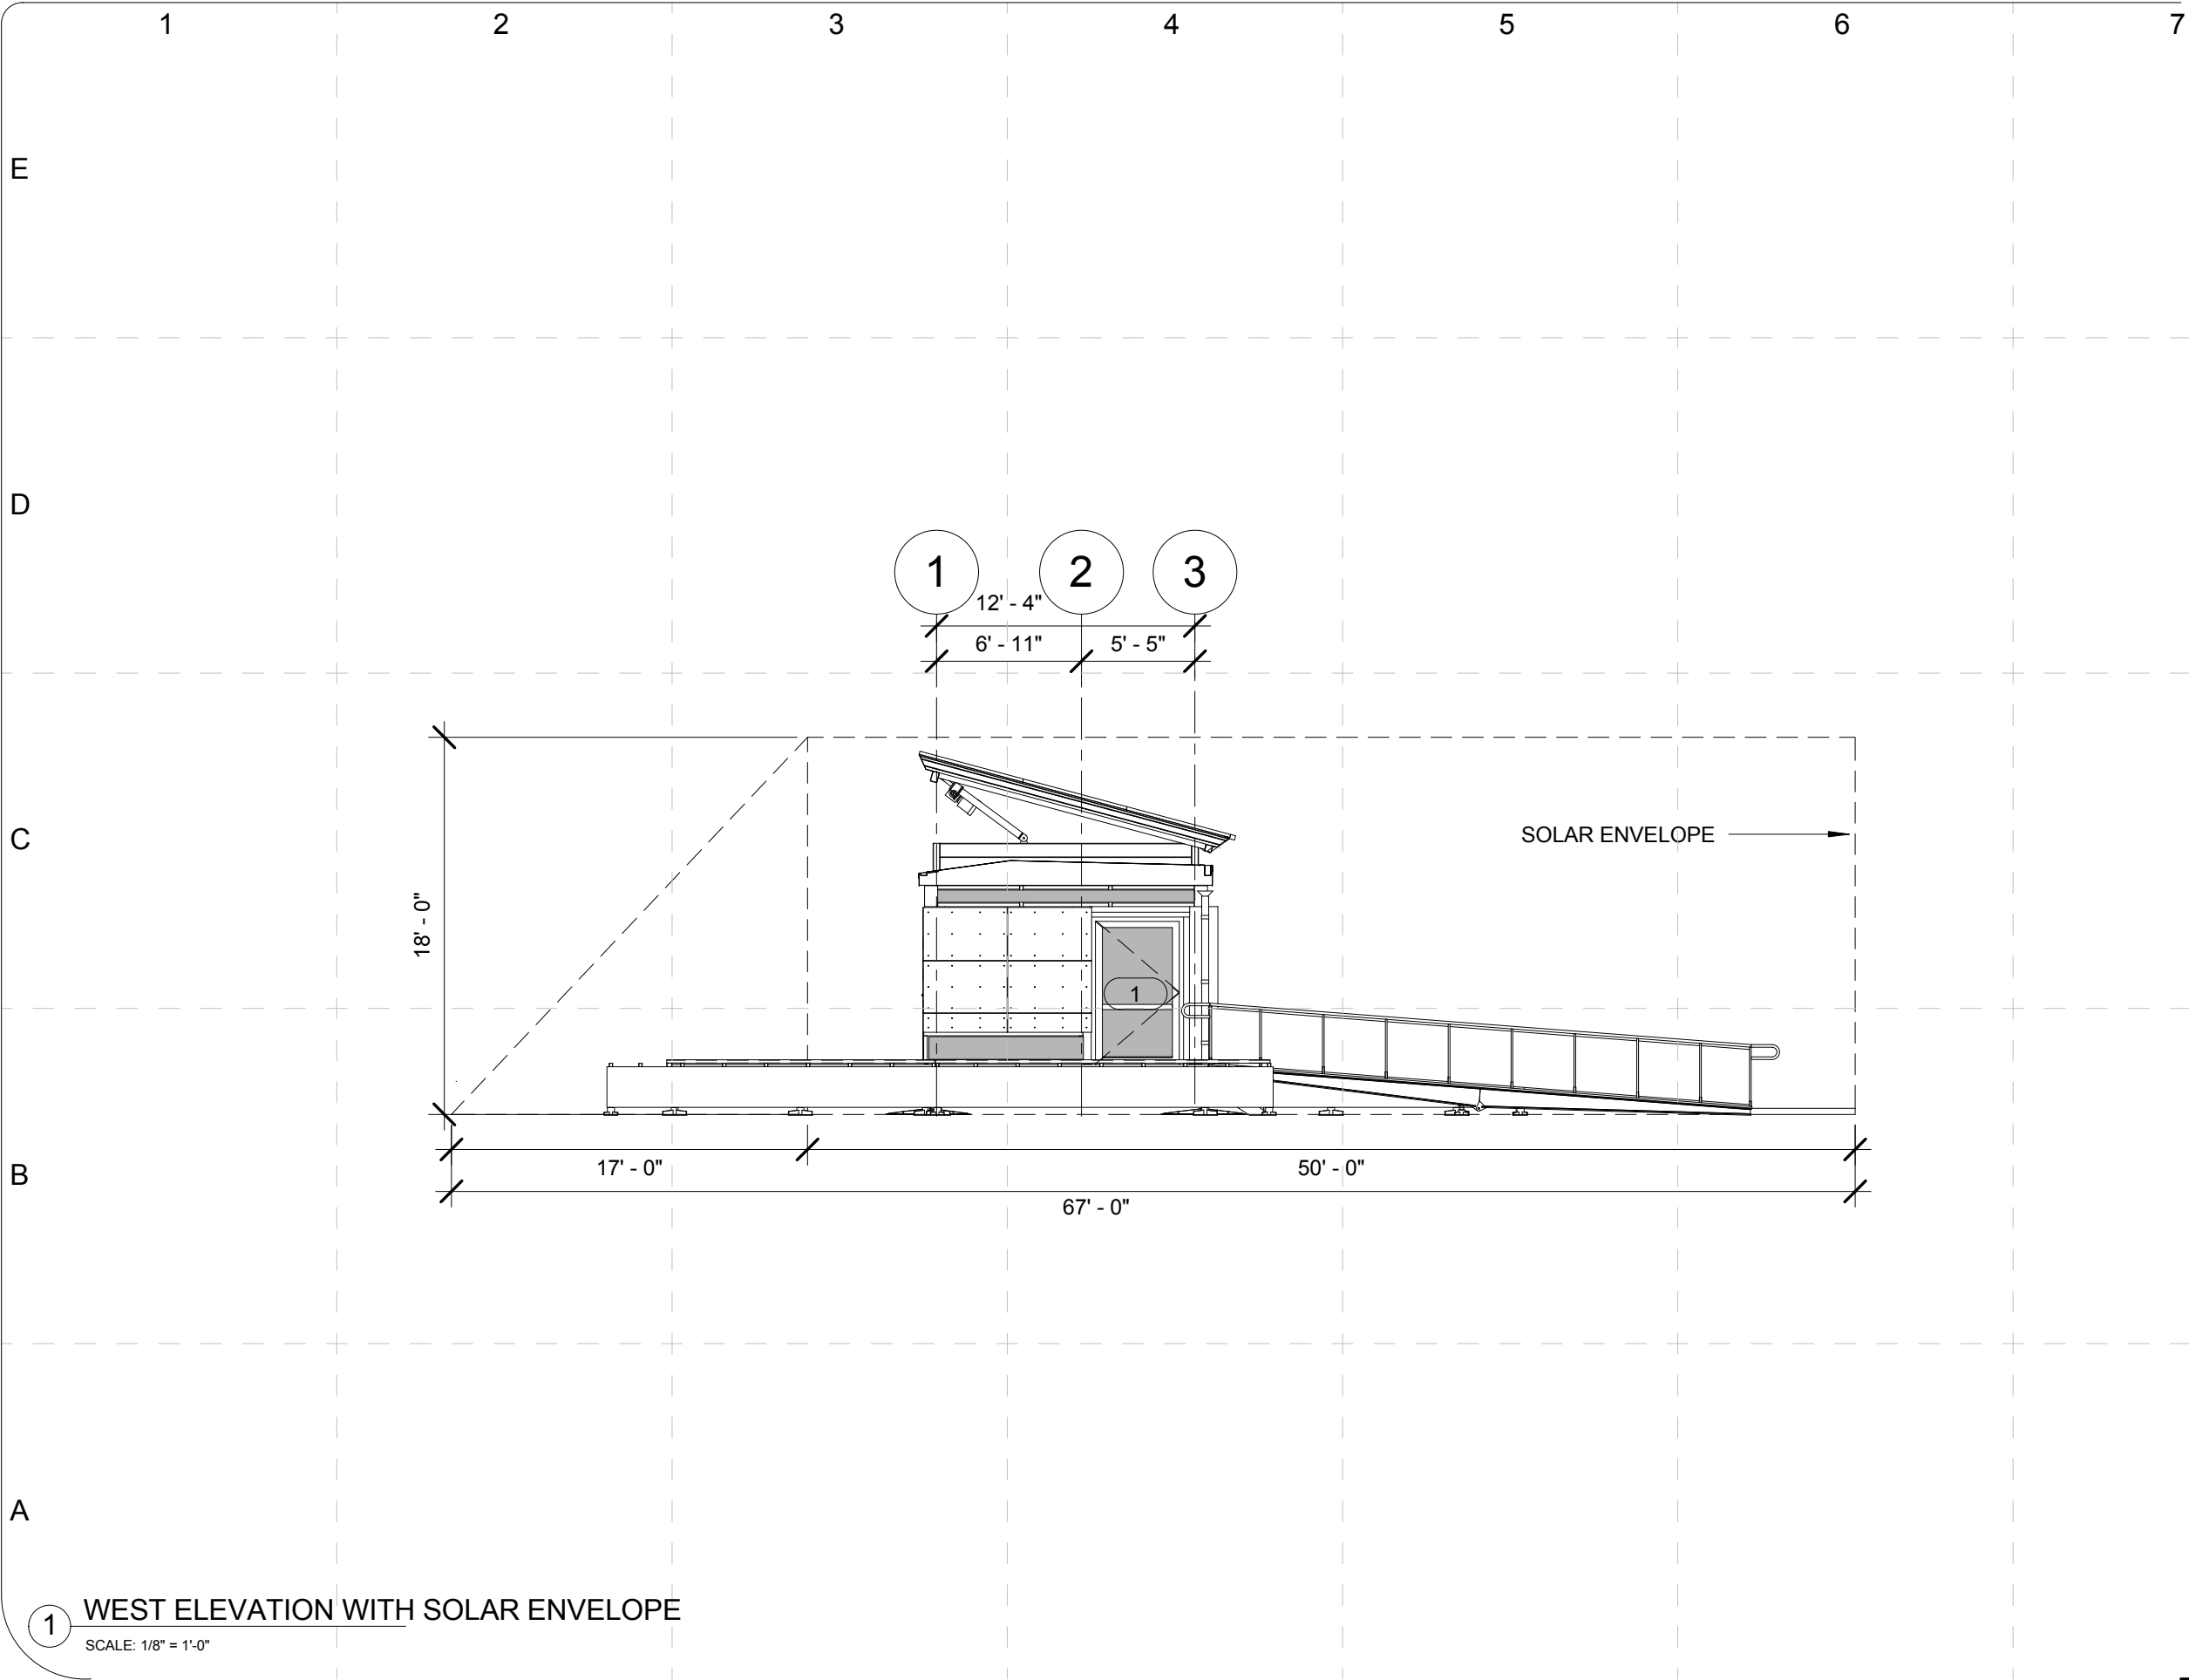 1 2 3 4 5 6 7
E
D
1 2 3
12' - 4"
6' - 11" 5' - 5"
C
SOLAR ENVELOPE
18' - 0"
1
B
17' - 0" 50' - 0"
67' - 0"
A
1 WEST ELEVATION WITH SOLAR ENVELOPE
SCALE: 1/8" = 1'-0"